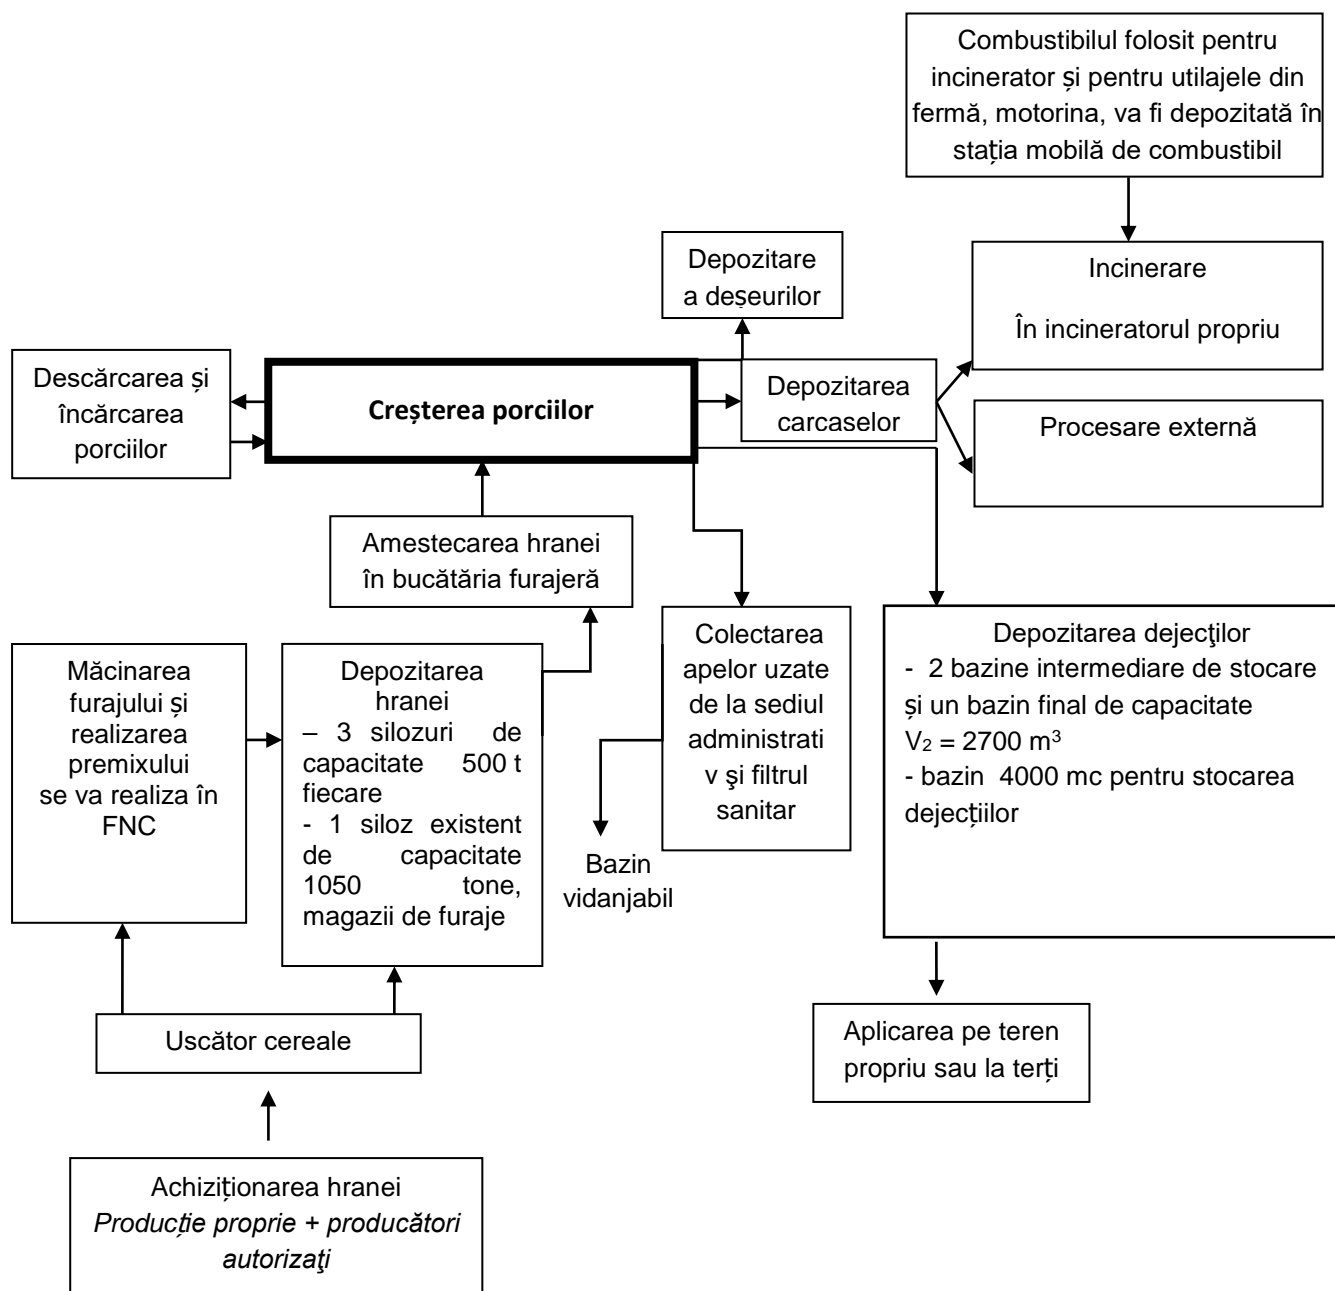 Combustibilul folosit pentru
incinerator și pentru utilajele din
fermă, motorina, va fi depozitată în
stația mobilă de combustibil
Depozitare
a deșeurilor
Incinerare
În incineratorul propriu
Descărcarea și
încărcarea
porciilor
Creșterea porciilor
Depozitarea
carcaselor
Procesare externă
Amestecarea hranei
în bucătăria furajeră
Măcinarea
furajului și
realizarea
premixului
se va realiza în
FNC
Depozitarea
hranei
– 3 silozuri de
capacitate 500 t
fiecare
- 1 siloz existent
de capacitate
1050 tone,
magazii de furaje
Colectarea
apelor uzate
de la sediul
administrati
v şi filtrul
sanitar
Bazin
vidanjabil
Depozitarea dejecţilor
- 2 bazine intermediare de stocare
și un bazin final de capacitate
V₂ = 2700 m³
- bazin 4000 mc pentru stocarea
dejecțiilor
Uscător cereale
Aplicarea pe teren
propriu sau la terți
Achiziționarea hranei
Producție proprie + producători
autorizaţi